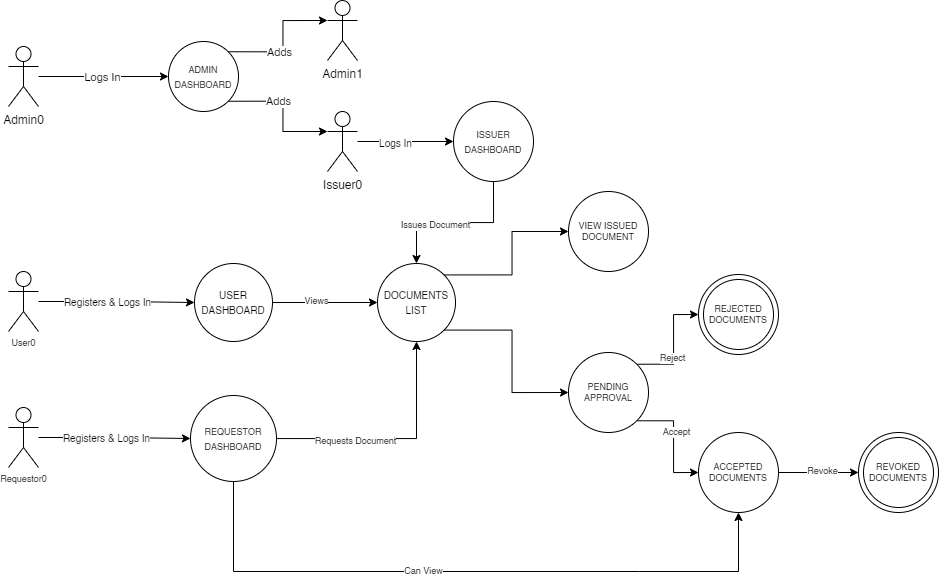 Admin0
Logs In
ADMIN
DASHBOARD
Adds
Admin1
Adds
Issuer0
Logs In
ISSUER
DASHBOARD
Issues Document
VIEW ISSUED
DOCUMENT
User0
Registers & Logs In
USER
DASHBOARD
Views
DOCUMENTS
LIST
PENDING
APPROVAL
Reject
REJECTED
DOCUMENTS
Accept
ACCEPTED
DOCUMENTS
Revoke
REVOKED
DOCUMENTS
Requestor0
Registers & Logs In
REQUESTOR
DASHBOARD
Requests Document
Can View